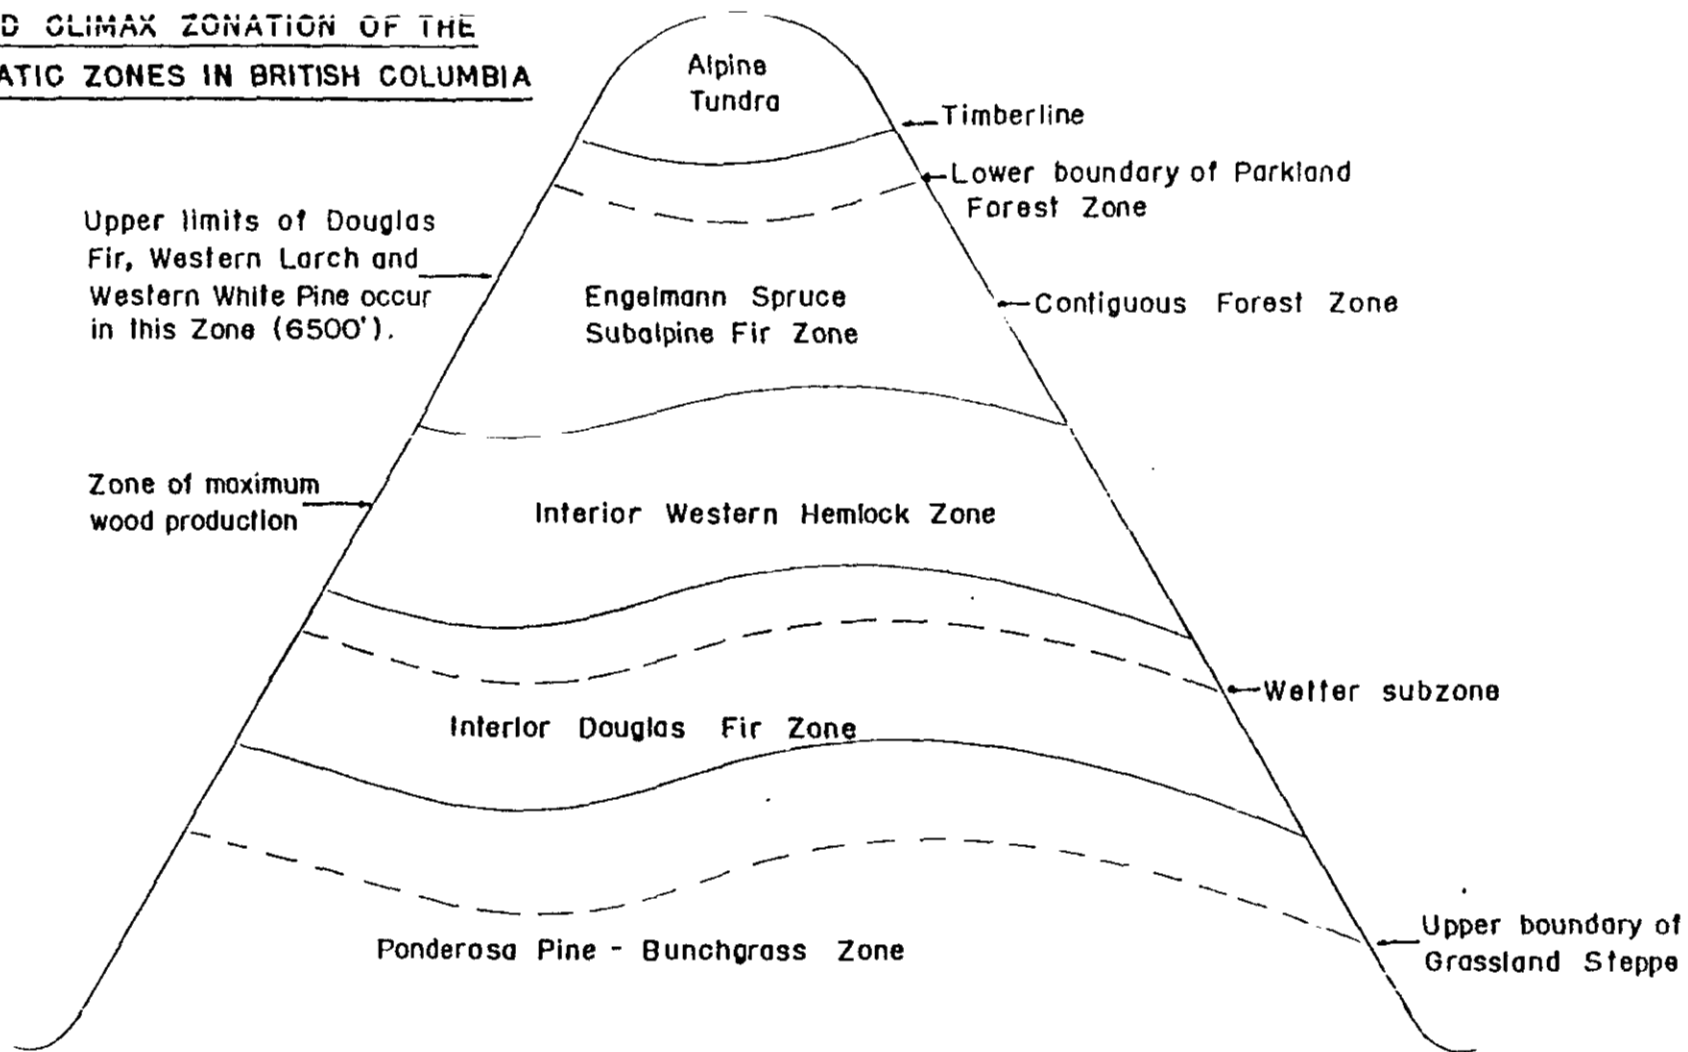 D CLIMAX ZONATION OF THE
ATIC ZONES IN BRITISH COLUMBIA
Alpine
Tundra
Timberline
Lower boundary of Parkland
Forest Zone
Upper limits of Douglas
Fir, Western Larch and
Western White Pine occur
in this Zone (6500').
Engelmann Spruce
Subalpine Fir Zone
Contiguous Forest Zone
Zone of maximum
wood production
Interior Western Hemlock Zone
Wetter subzone
Interior Douglas Fir Zone
Upper boundary of
Grassland Steppe
Ponderosa Pine - Bunchgrass Zone